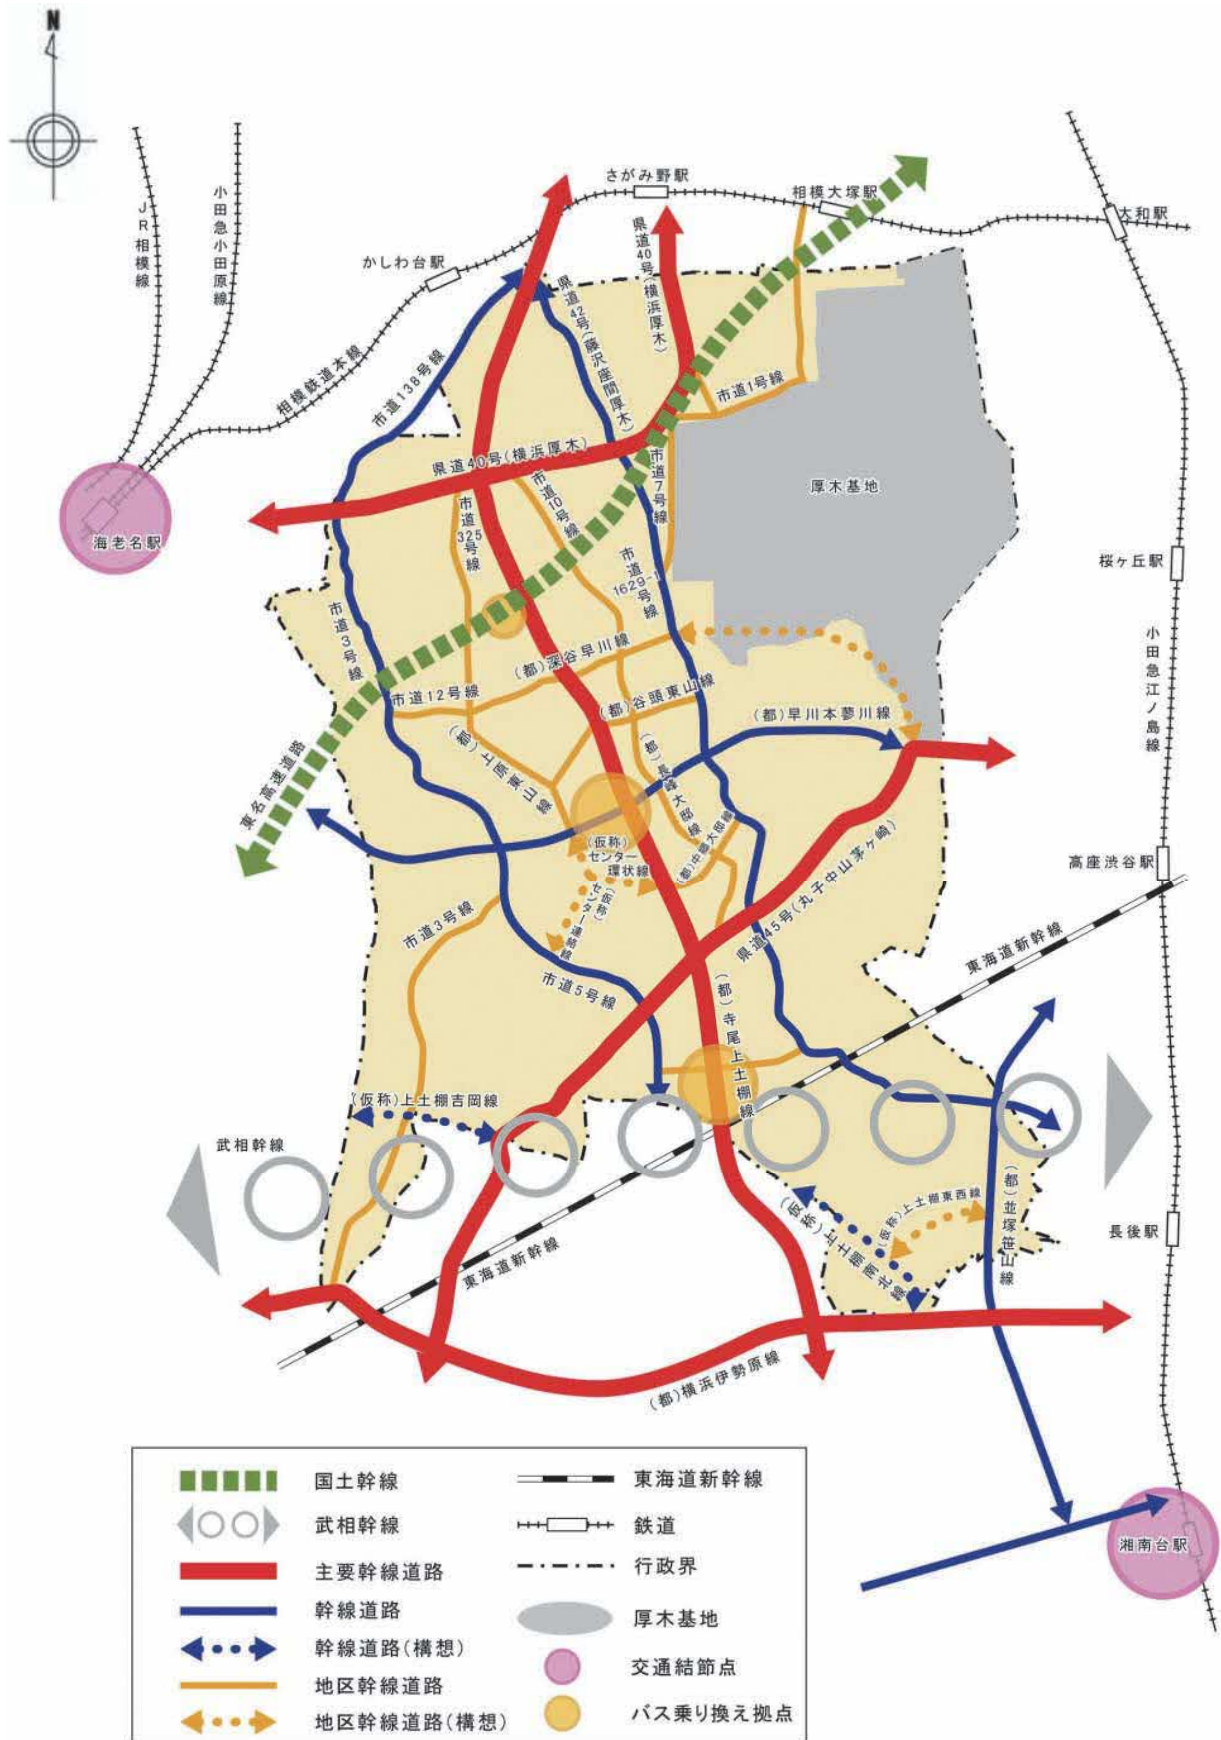 N
さがみ野駅
相模大塚駅
大和駅
JR相模線
小田急小田原線
かしわ台駅
県道42号(藤沢座間厚木)
県道40号(横浜厚木)
相模鉄道本線
市道138号線
市道1号線
県道40号(横浜厚木)
市道10号線
市道7号線
市道325号線
厚木基地
海老名駅
桜ヶ丘駅
市道1629-1号線
市道3号線
(都)深谷早川線
小田急江ノ島線
市道12号線
(都)谷頭東山線
(都)早川本蓼川線
(都)上原東山線
(都)長峰大邸線
東名高速道路
(都)中郷大邸線
(仮称)
センター
環状線
(仮称)
センター連絡線
高座渋谷駅
県道45号(丸子中山茅ヶ崎)
市道3号線
東海道新幹線
市道5号線
(都)寺尾上土棚線
(仮称)上土棚吉岡線
武相幹線
(都)並塚笹山線
(仮称)上土棚東西線
(仮称)上土棚南北線
長後駅
東海道新幹線
(都)横浜伊勢原線
湘南台駅
国土幹線
武相幹線
主要幹線道路
幹線道路
幹線道路(構想)
地区幹線道路
地区幹線道路(構想)
東海道新幹線
鉄道
行政界
厚木基地
交通結節点
バス乗り換え拠点